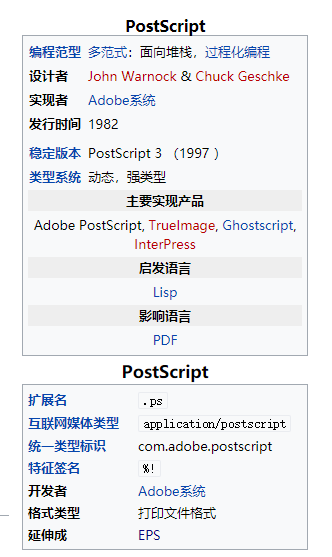 PostScript
编程范型 多范式：面向堆栈，过程化编程
设计者 John Warnock & Chuck Geschke
实现者 Adobe系统
发行时间 1982
稳定版本 PostScript 3 （1997 ）
类型系统 动态，强类型
主要实现产品
Adobe PostScript, TrueImage, Ghostscript,
InterPress
启发语言
Lisp
影响语言
PDF
PostScript
扩展名 .ps
互联网媒体类型 application/postscript
统一类型标识 com.adobe.postscript
特征签名 %!
开发者 Adobe系统
格式类型 打印文件格式
延伸成 EPS